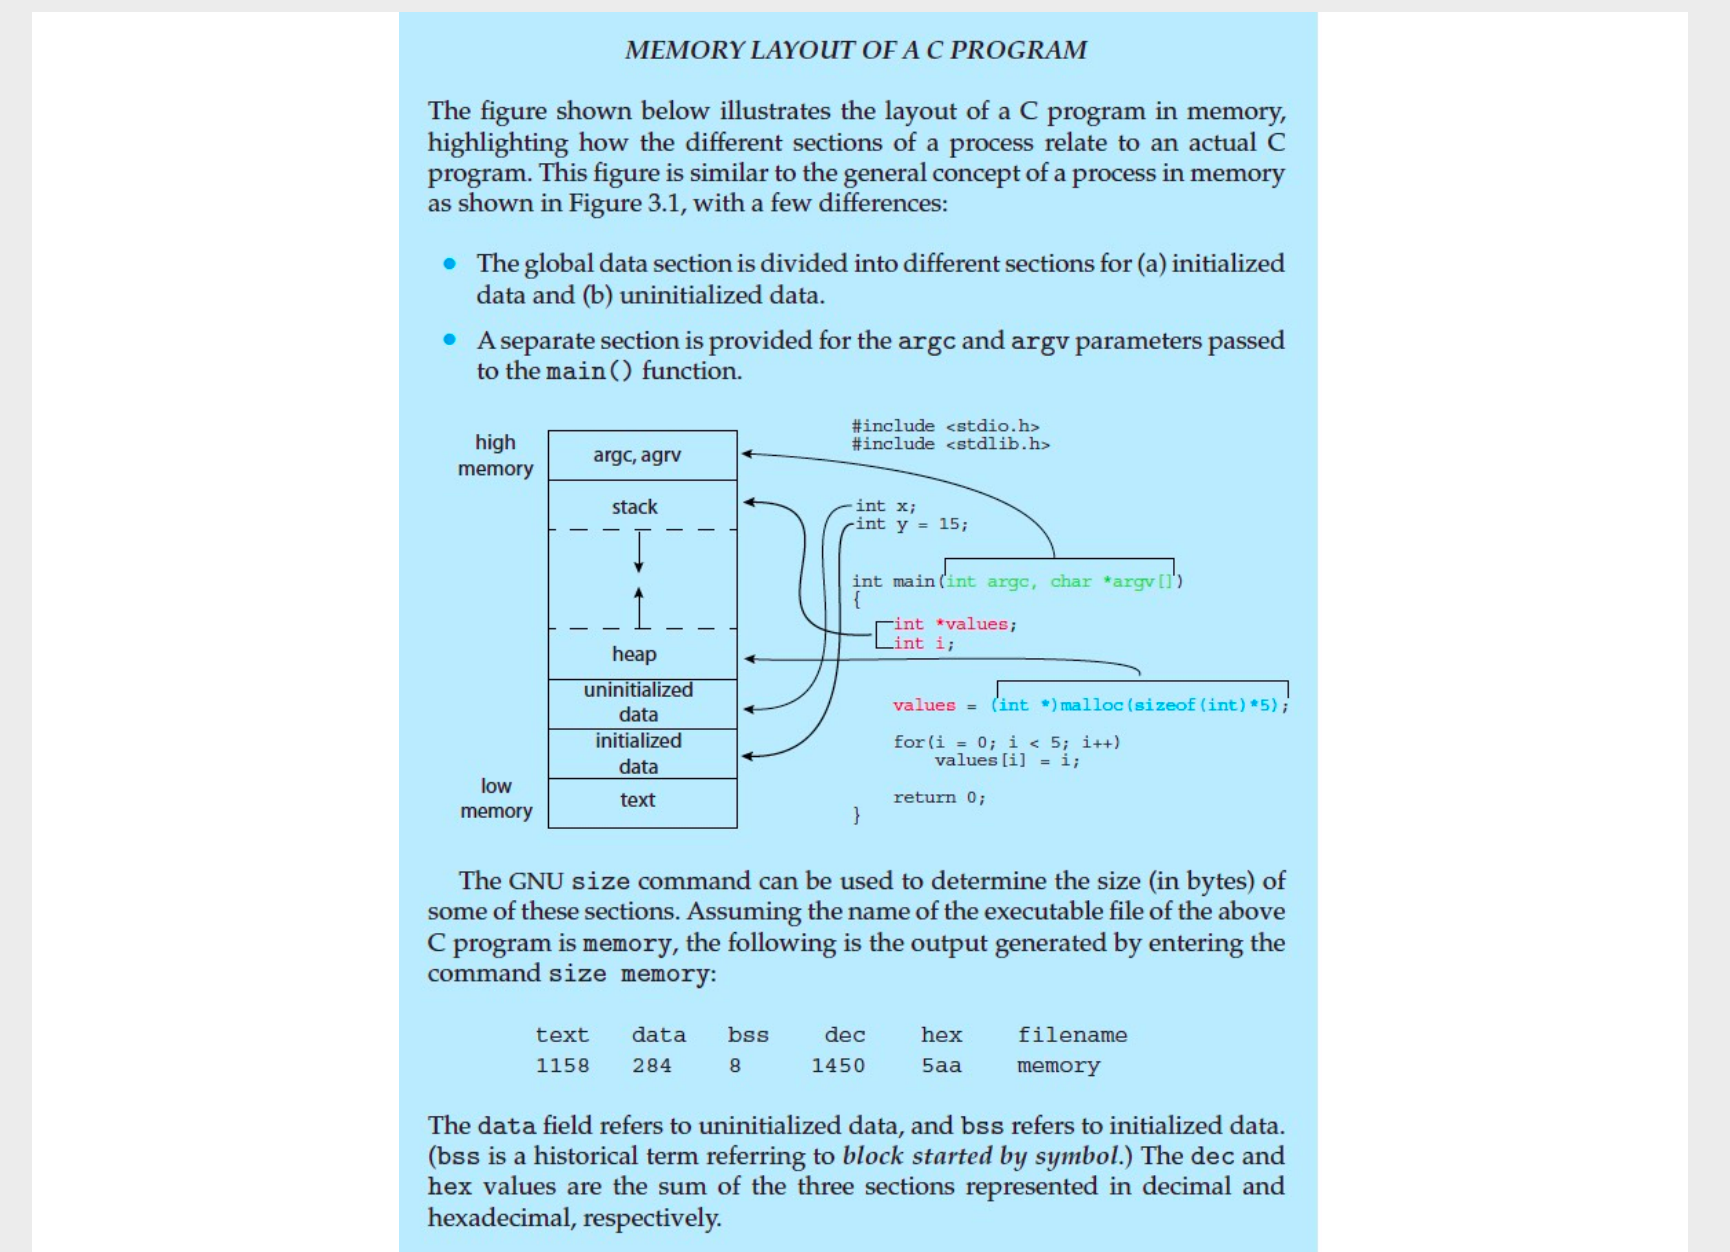 MEMORY LAYOUT OF A C PROGRAM
The figure shown below illustrates the layout of a C program in memory,
highlighting how the different sections of a process relate to an actual C
program. This figure is similar to the general concept of a process in memory
as shown in Figure 3.1, with a few differences:
• The global data section is divided into different sections for (a) initialized
data and (b) uninitialized data.
• A separate section is provided for the argc and argv parameters passed
to the main() function.
high
memory
argc, agrv
stack
heap
uninitialized
data
initialized
data
text
low
memory
#include <stdio.h>
#include <stdlib.h>
int x;
int y = 15;
int main(int argc, char *argv[])
{
int *values;
int i;
values = (int *)malloc(sizeof(int)*5);
for(i = 0; i < 5; i++)
values[i] = i;
return 0;
}
The GNU size command can be used to determine the size (in bytes) of
some of these sections. Assuming the name of the executable file of the above
C program is memory, the following is the output generated by entering the
command size memory:
text data bss dec hex filename
1158 284 8 1450 5aa memory
The data field refers to uninitialized data, and bss refers to initialized data.
(bss is a historical term referring to block started by symbol.) The dec and
hex values are the sum of the three sections represented in decimal and
hexadecimal, respectively.